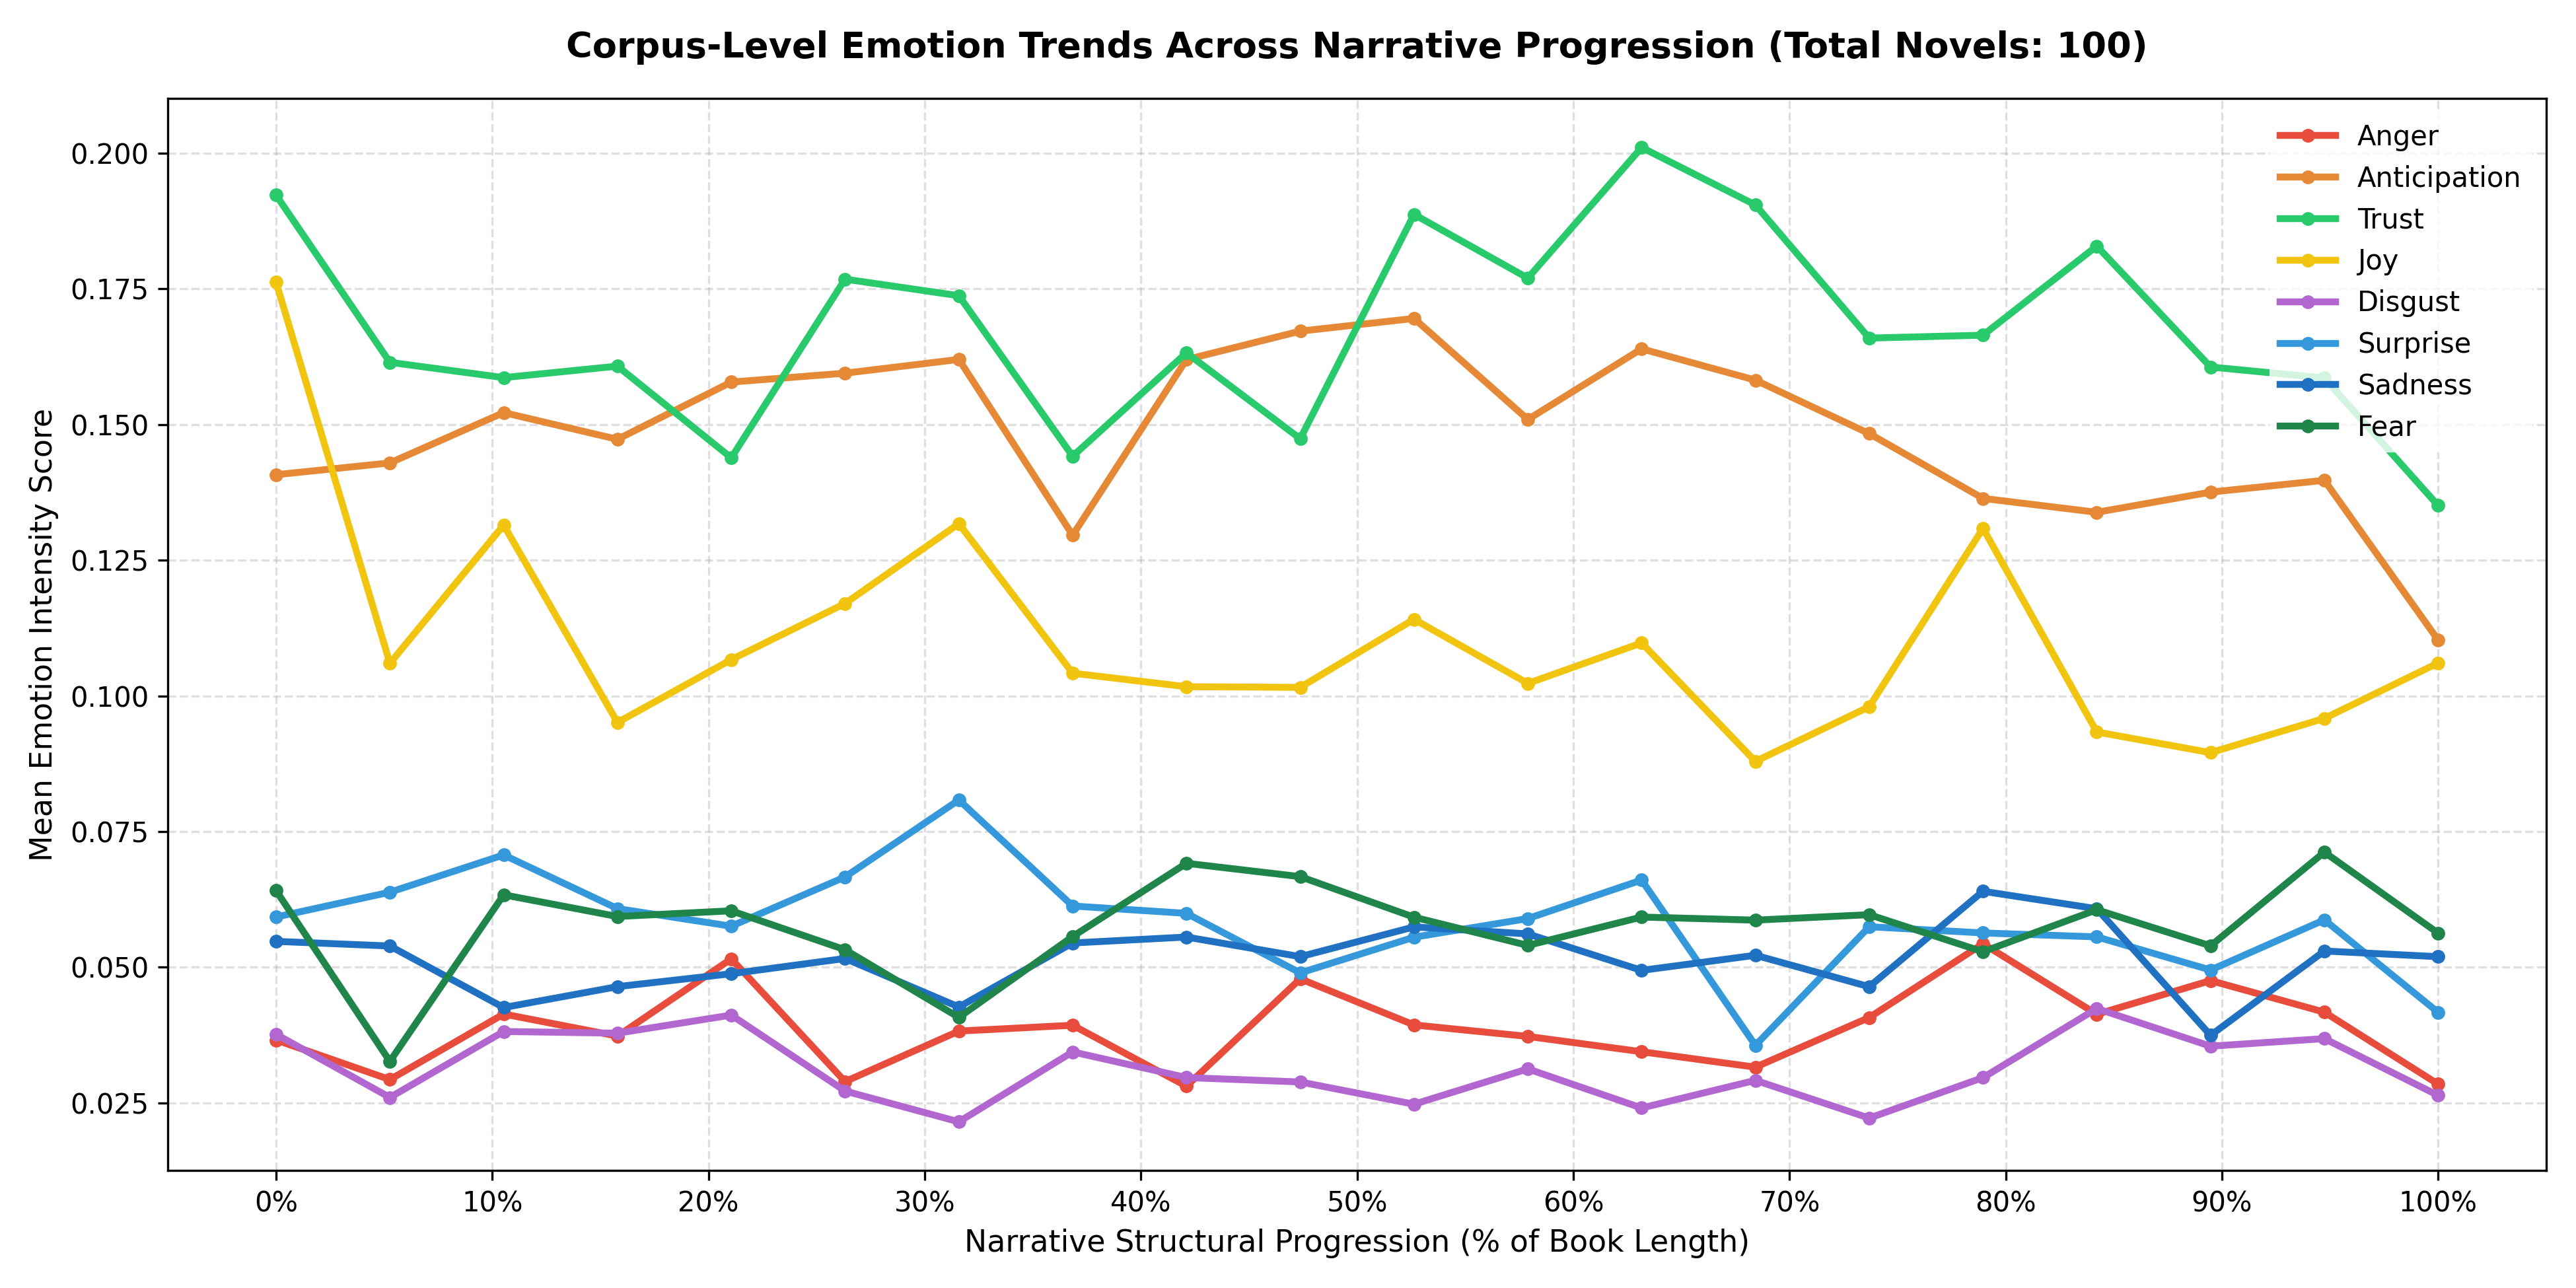 Corpus-Level Emotion Trends Across Narrative Progression (Total Novels: 100)
Mean Emotion Intensity Score
0.200
0.175
0.150
0.125
0.100
0.075
0.050
0.025
Anger
Anticipation
Trust
Joy
Disgust
Surprise
Sadness
Fear
0% 10% 20% 30% 40% 50% 60% 70% 80% 90% 100%
Narrative Structural Progression (% of Book Length)